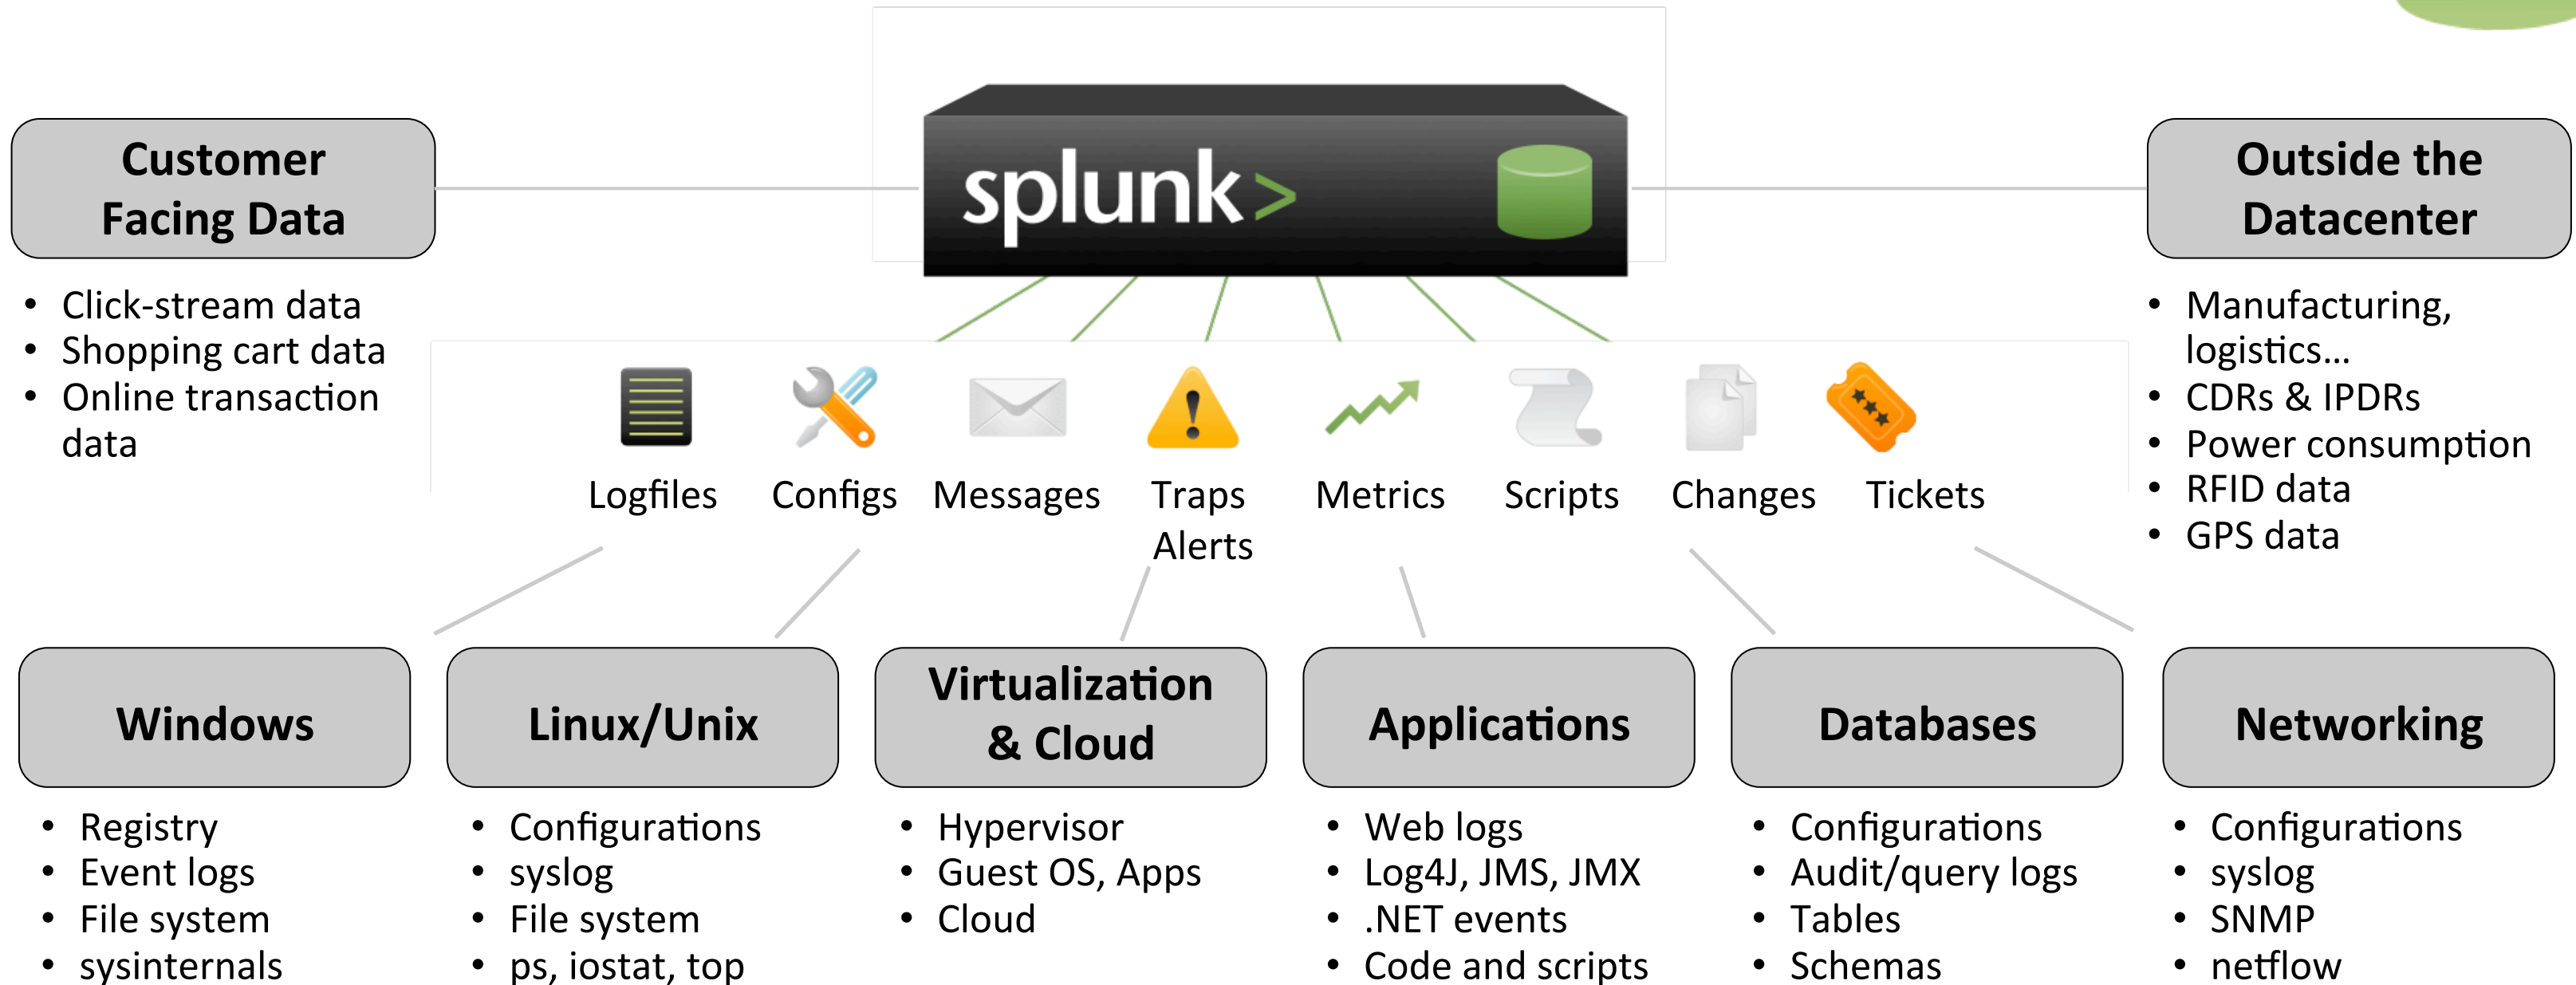 splunk>
Customer
Facing Data
• Click-stream data
• Shopping cart data
• Online transaction
data
Outside the
Datacenter
• Manufacturing,
logistics...
• CDRs & IPDRs
• Power consumption
• RFID data
• GPS data
Logfiles
Configs
Messages
Traps
Alerts
Metrics
Scripts
Changes
Tickets
Windows
• Registry
• Event logs
• File system
• sysinternals
Linux/Unix
• Configurations
• syslog
• File system
• ps, iostat, top
Virtualization
& Cloud
• Hypervisor
• Guest OS, Apps
• Cloud
Applications
• Web logs
• Log4J, JMS, JMX
• .NET events
• Code and scripts
Databases
• Configurations
• Audit/query logs
• Tables
• Schemas
Networking
• Configurations
• syslog
• SNMP
• netflow